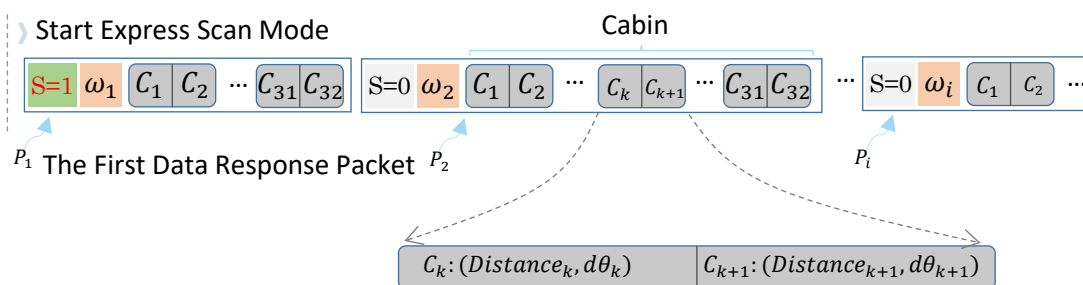 Start Express Scan Mode
Cabin
S=1 ω₁ C₁ C₂ ... C₃₁ C₃₂ S=0 ω₂ C₁ C₂ ... Cₖ Cₖ₊₁ ... C₃₁ C₃₂ ... S=0 ωᵢ C₁ C₂ ...
P₁ The First Data Response Packet P₂ Pᵢ
Cₖ: (Distanceₖ, dθₖ) Cₖ₊₁: (Distanceₖ₊₁, dθₖ₊₁)